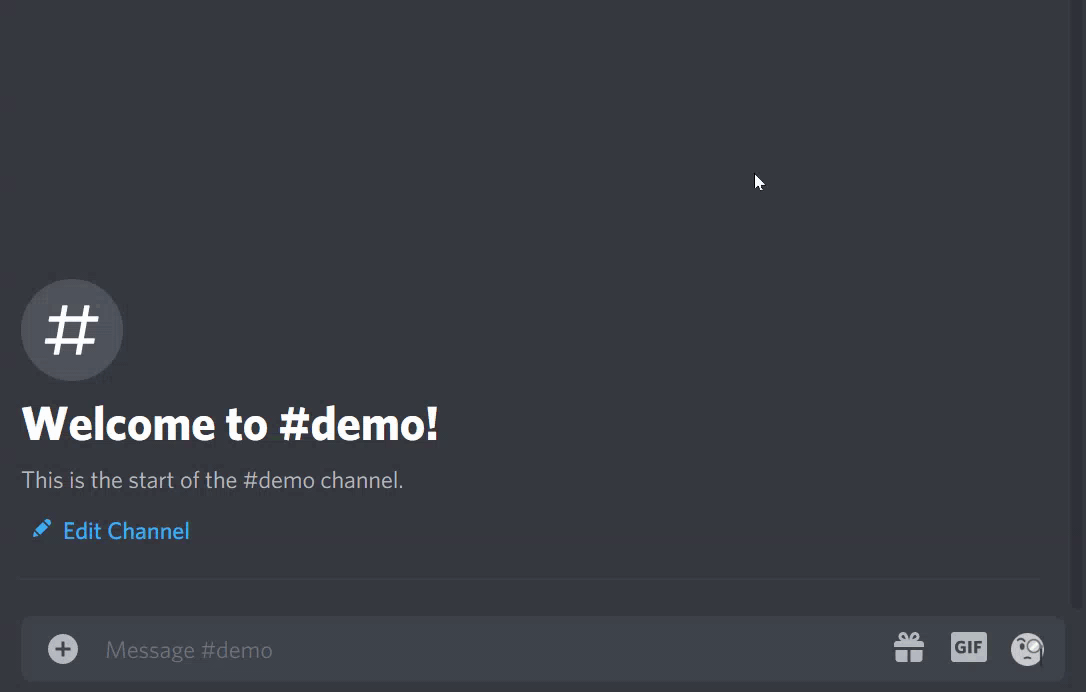 #
Welcome to #demo!
This is the start of the #demo channel.
Edit Channel
Message #demo
GIF